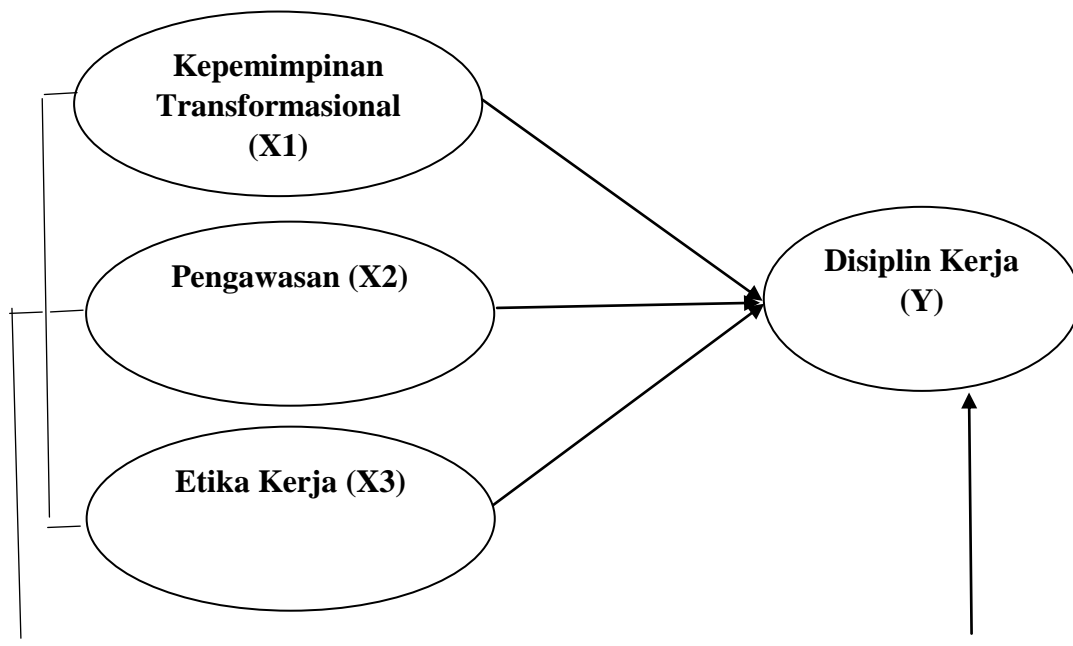 Kepemimpinan
Transformasional
(X1)
Pengawasan (X2)
Disiplin Kerja
(Y)
Etika Kerja (X3)